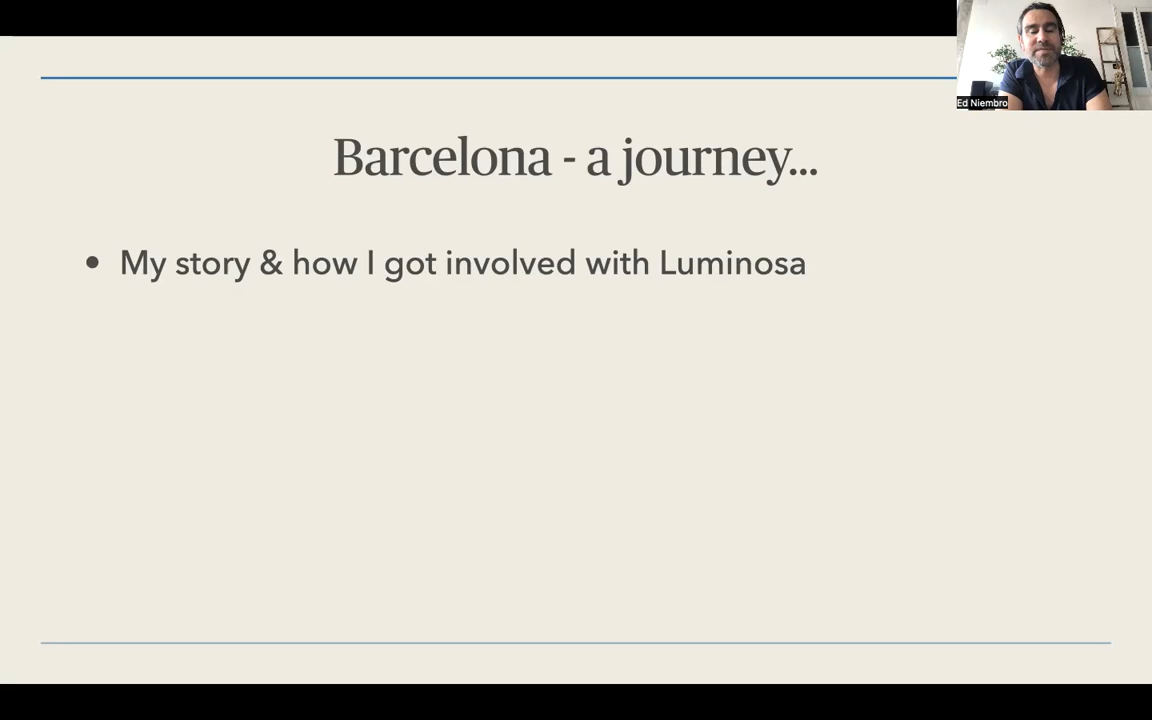 Ed Niembro
Barcelona - a journey...
• My story & how I got involved with Luminosa